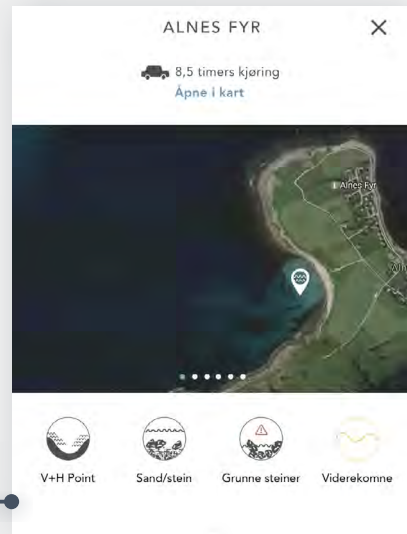 ALNES FYR
8,5 timers kjøring
Åpne i kart
Alnes Fyr
V+H Point
Sand/stein
Grunne steiner
Viderekomne